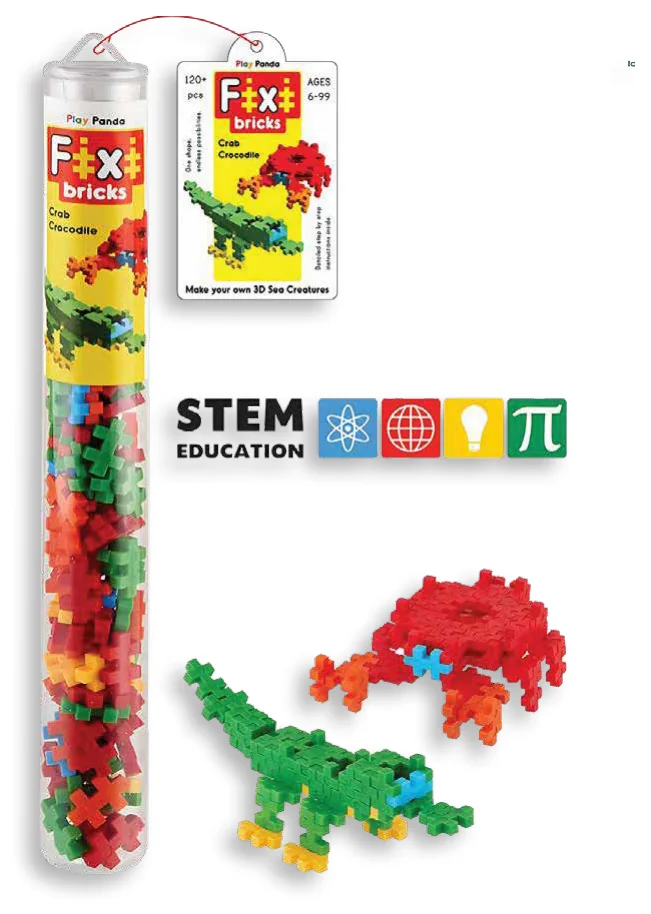 Play Panda
Fixi
bricks
Crab
Crocodile
Play Panda
120+
pcs
Fixi
bricks
AGES
6-99
One shape,
endless possibilities.
Crab
Crocodile
Detailed step by step
instructions inside.
Make your own 3D Sea Creatures
STEM
EDUCATION
π
lc